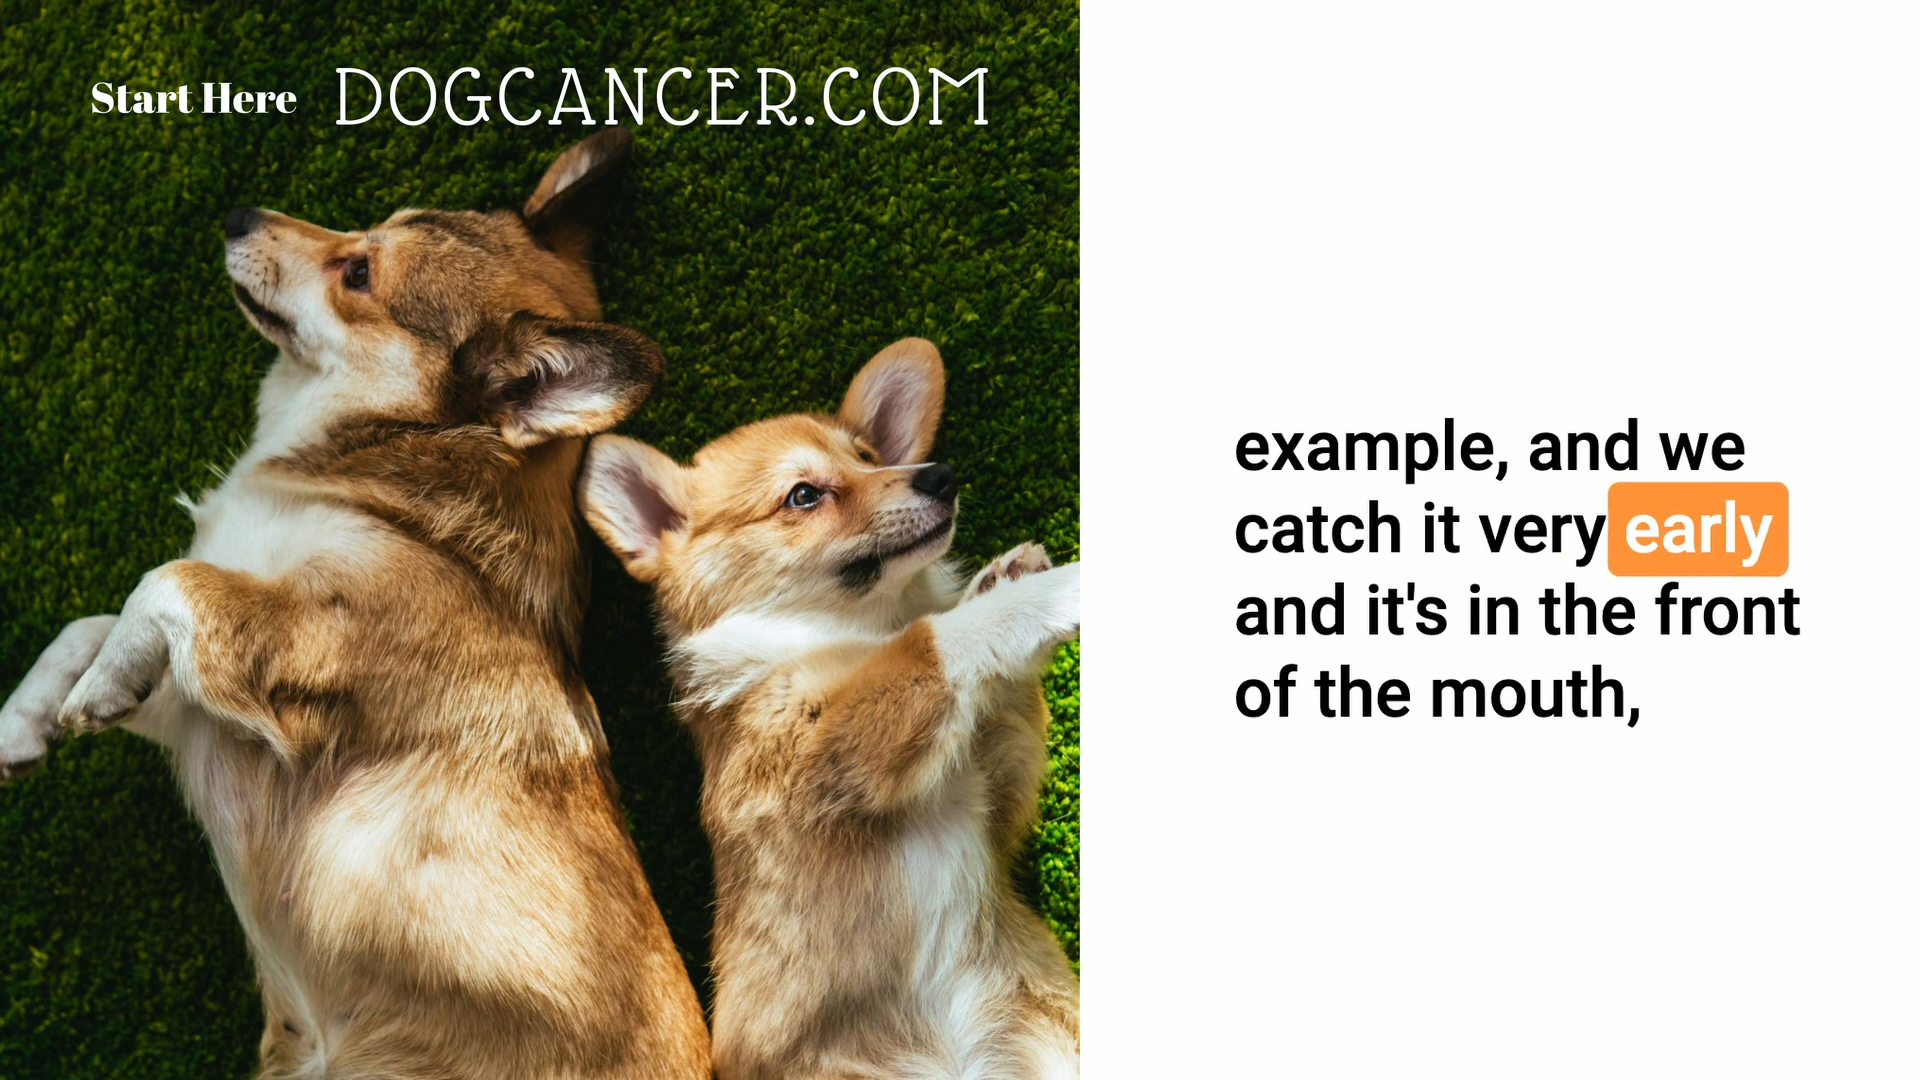 Start Here DOGCANCER.COM
example, and we
catch it very early
and it's in the front
of the mouth,